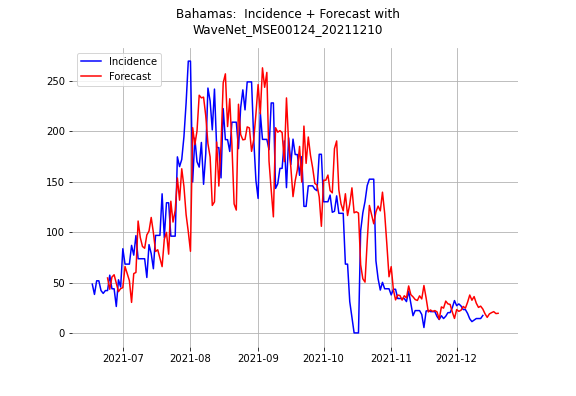 Bahamas:  Incidence + Forecast with
WaveNet_MSE00124_20211210
Incidence
Forecast
250
200
150
100
50
0
2021-07 2021-08 2021-09 2021-10 2021-11 2021-12